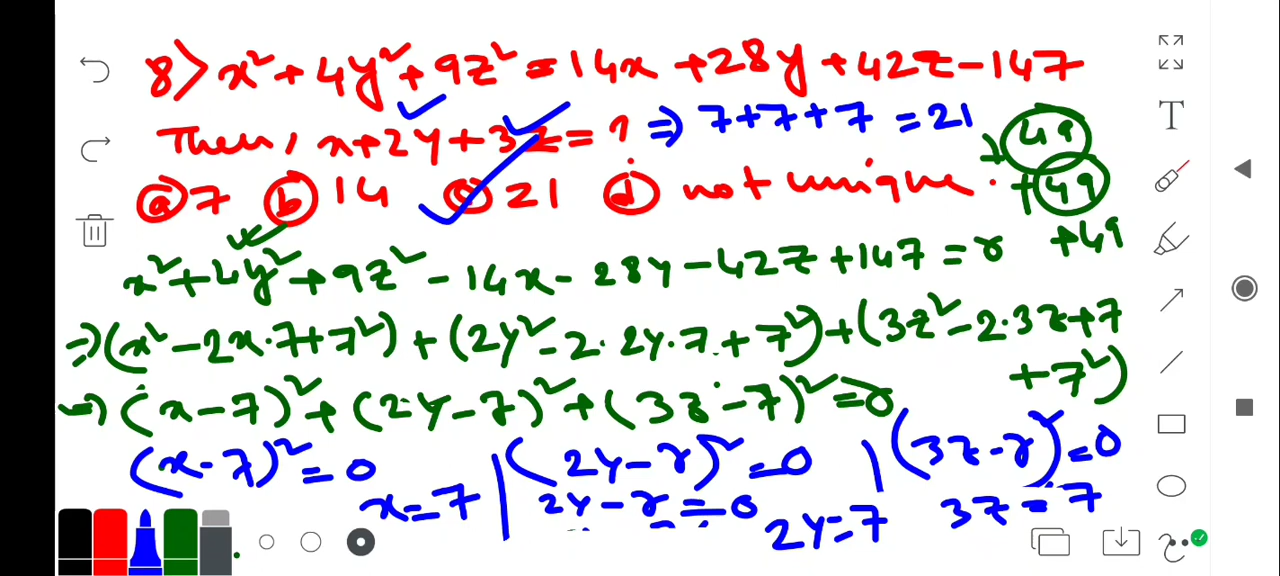 8> x² + 4y² + 9z² = 14x + 28y + 42z - 147
Then, x + 2y + 3z = ? ⇒ 7 + 7 + 7 = 21
ⓐ 7 ⓑ 14 ⓒ 21 ⓓ not unique.
+ 49
+ 49
+ 49
x² + 4y² + 9z² - 14x - 28y - 42z + 147 = 0
⇒ (x² - 2x·7 + 7²) + (2y² - 2·2y·7 + 7²) + (3z² - 2·3z + 7
+ 7²)
⇒ (x - 7)² + (2y - 7)² + (3z - 7)² = 0
(x - 7)² = 0 | (2y - 7)² = 0 | (3z - 7)² = 0
x = 7 | 2y - 7 = 0
2y = 7
3z = 7
T